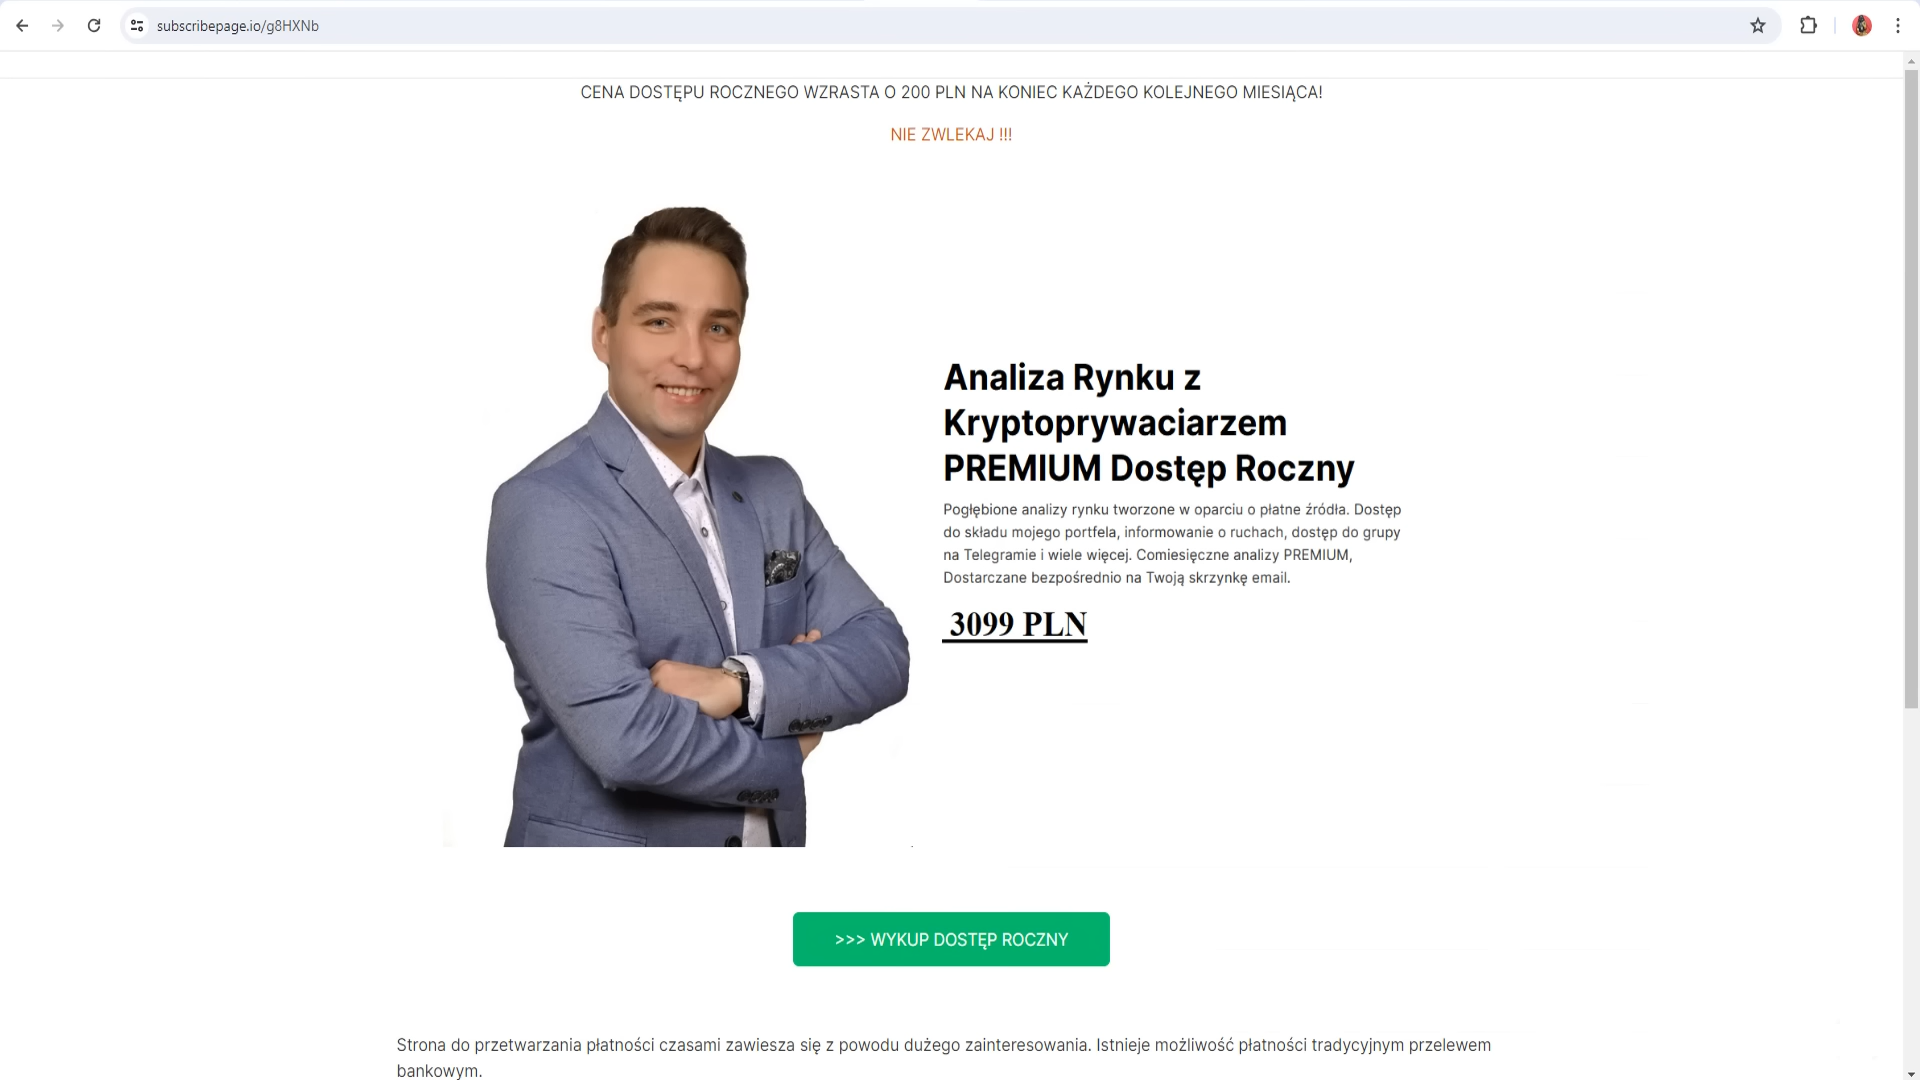 subscribepage.io/g8HXNb
CENA DOSTĘPU ROCZNEGO WZRASTA O 200 PLN NA KONIEC KAŻDEGO KOLEJNEGO MIESIĄCA!
NIE ZWLEKAJ !!!
Analiza Rynku z
Kryptoprywaciarzem
PREMIUM Dostęp Roczny
Pogłębione analizy rynku tworzone w oparciu o płatne źródła. Dostęp
do składu mojego portfela, informowanie o ruchach, dostęp do grupy
na Telegramie i wiele więcej. Comiesięczne analizy PREMIUM,
Dostarczane bezpośrednio na Twoją skrzynkę email.
3099 PLN
>>> WYKUP DOSTĘP ROCZNY
Strona do przetwarzania płatności czasami zawiesza się z powodu dużego zainteresowania. Istnieje możliwość płatności tradycyjnym przelewem
bankowym.